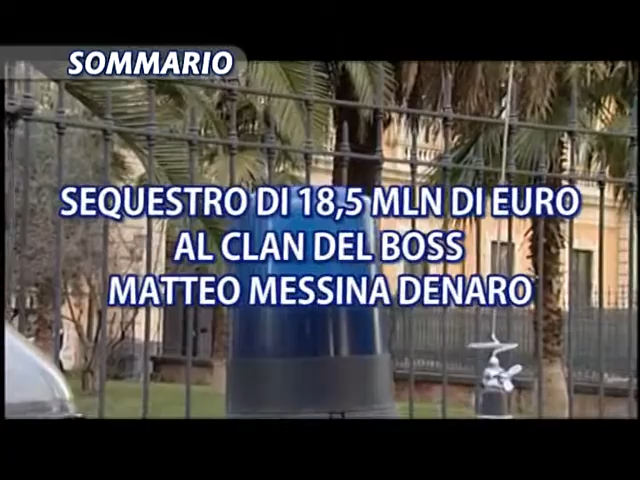 SOMMARIO
SEQUESTRO DI 18,5 MLN DI EURO
AL CLAN DEL BOSS
MATTEO MESSINA DENARO